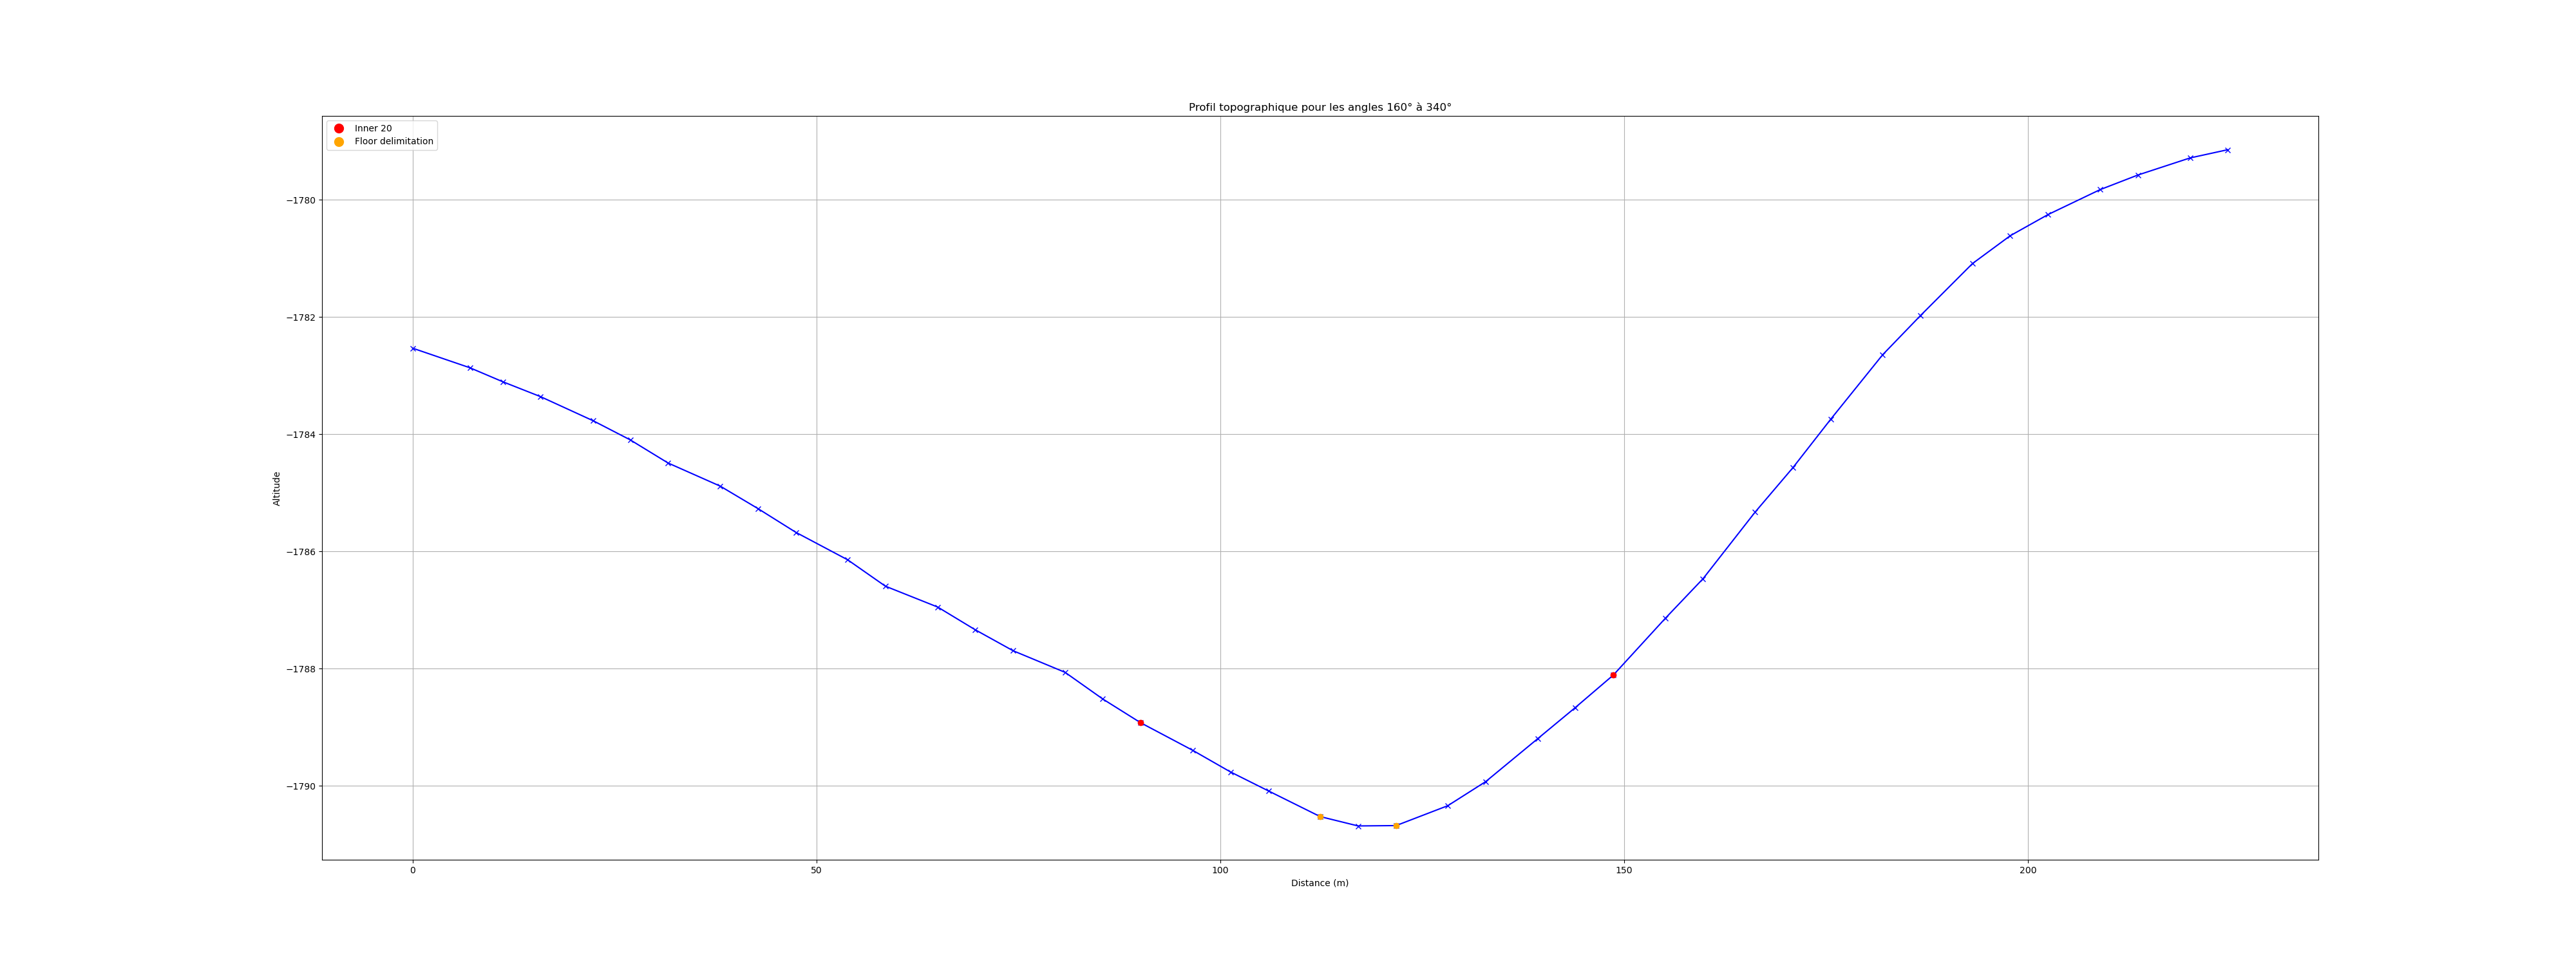 Profil topographique pour les angles 160° à 340°
Inner 20
Floor delimitation
Altitude
−1780
−1782
−1784
−1786
−1788
−1790
0 50 100 150 200
Distance (m)